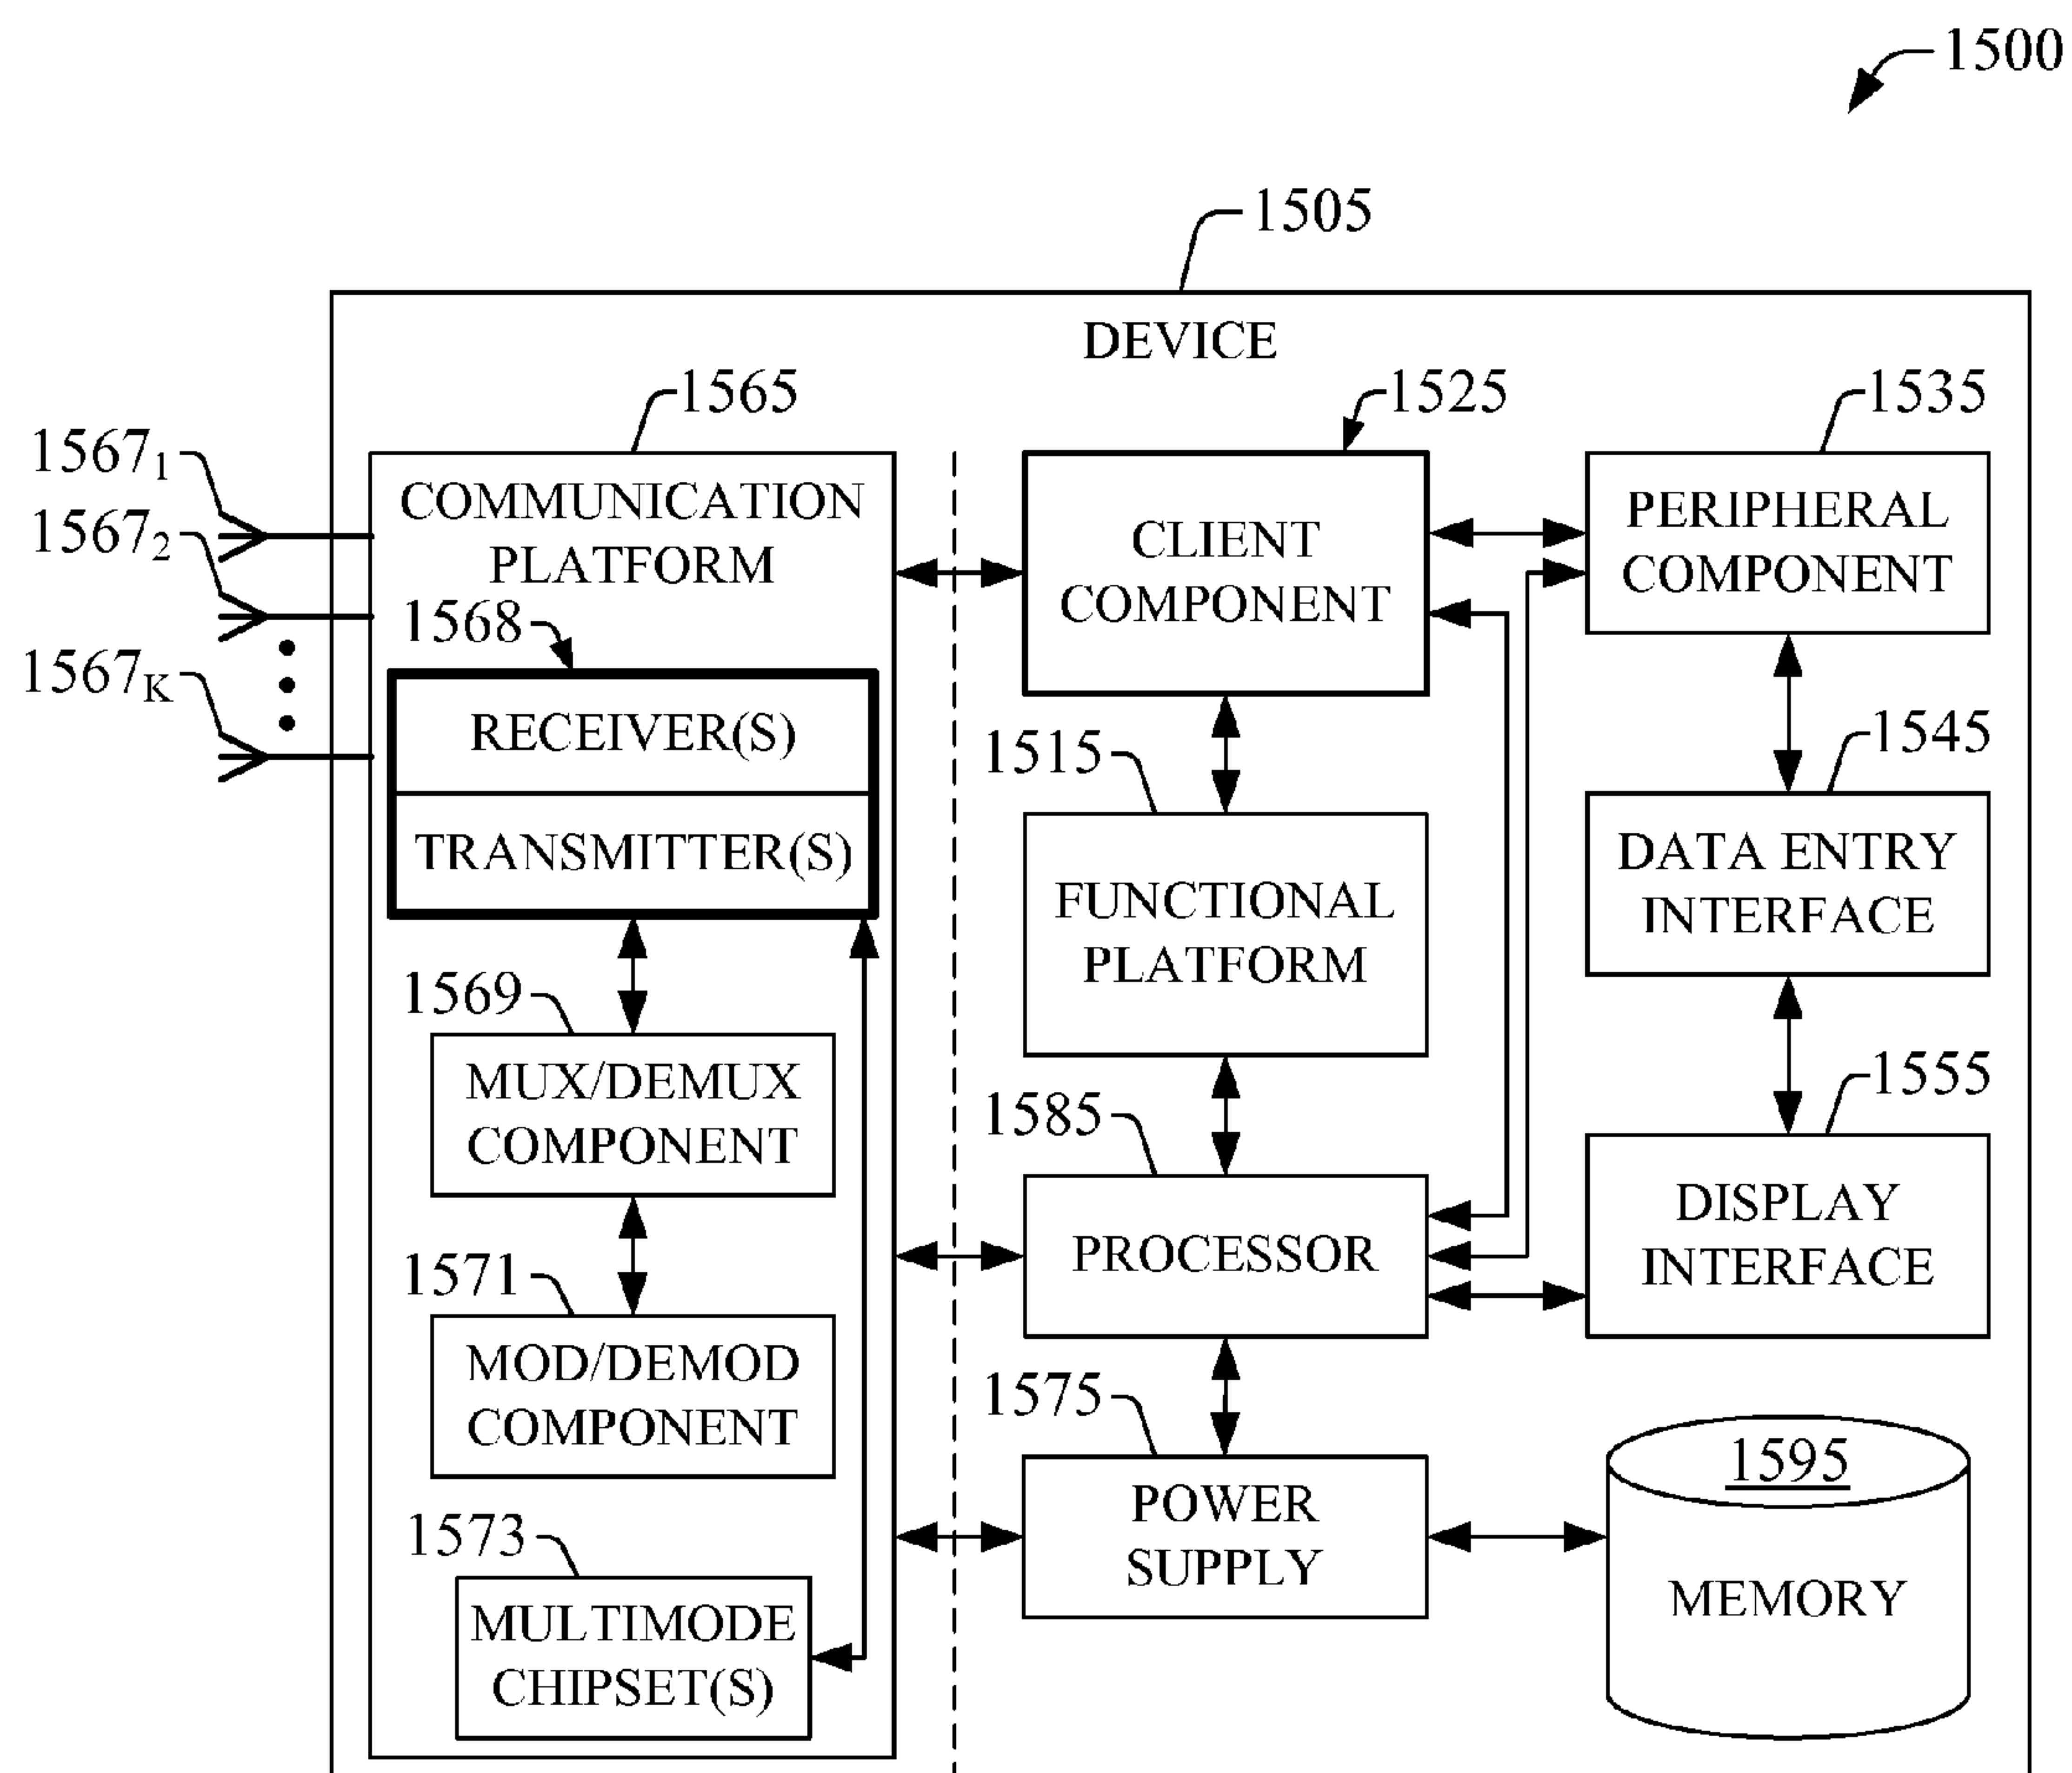 1500
1505
DEVICE
1565
1525
1535
1567₁
1567₂
1567K
COMMUNICATION
PLATFORM
1568
RECEIVER(S)
TRANSMITTER(S)
1569
MUX/DEMUX
COMPONENT
1571
MOD/DEMOD
COMPONENT
1573
MULTIMODE
CHIPSET(S)
CLIENT
COMPONENT
1515
FUNCTIONAL
PLATFORM
1585
PROCESSOR
1575
POWER
SUPPLY
PERIPHERAL
COMPONENT
1545
DATA ENTRY
INTERFACE
1555
DISPLAY
INTERFACE
1595
MEMORY